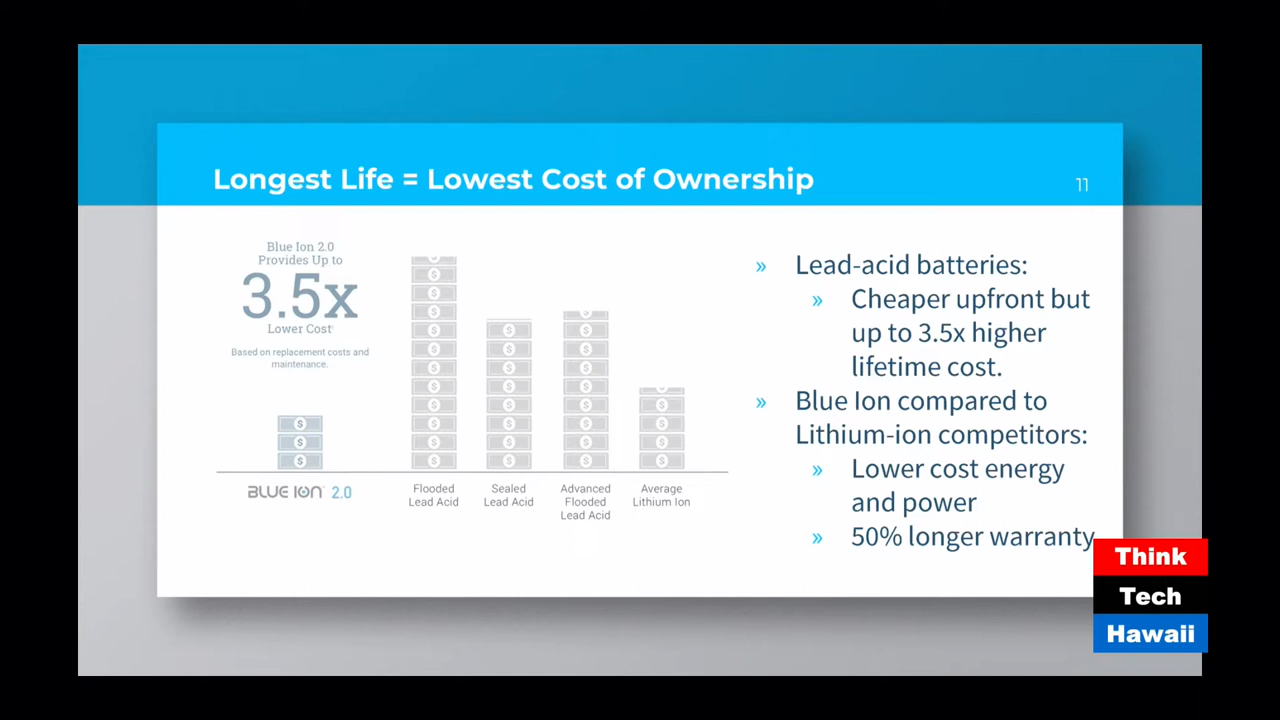 Longest Life = Lowest Cost of Ownership
11
Blue Ion 2.0
Provides Up to
3.5x
Lower Cost
Based on replacement costs and
maintenance.
BLUE ION 2.0
Flooded
Lead Acid
Sealed
Lead Acid
Advanced
Flooded
Lead Acid
Average
Lithium Ion
» Lead-acid batteries:
» Cheaper upfront but
up to 3.5x higher
lifetime cost.
» Blue Ion compared to
Lithium-ion competitors:
» Lower cost energy
and power
» 50% longer warranty
Think
Tech
Hawaii